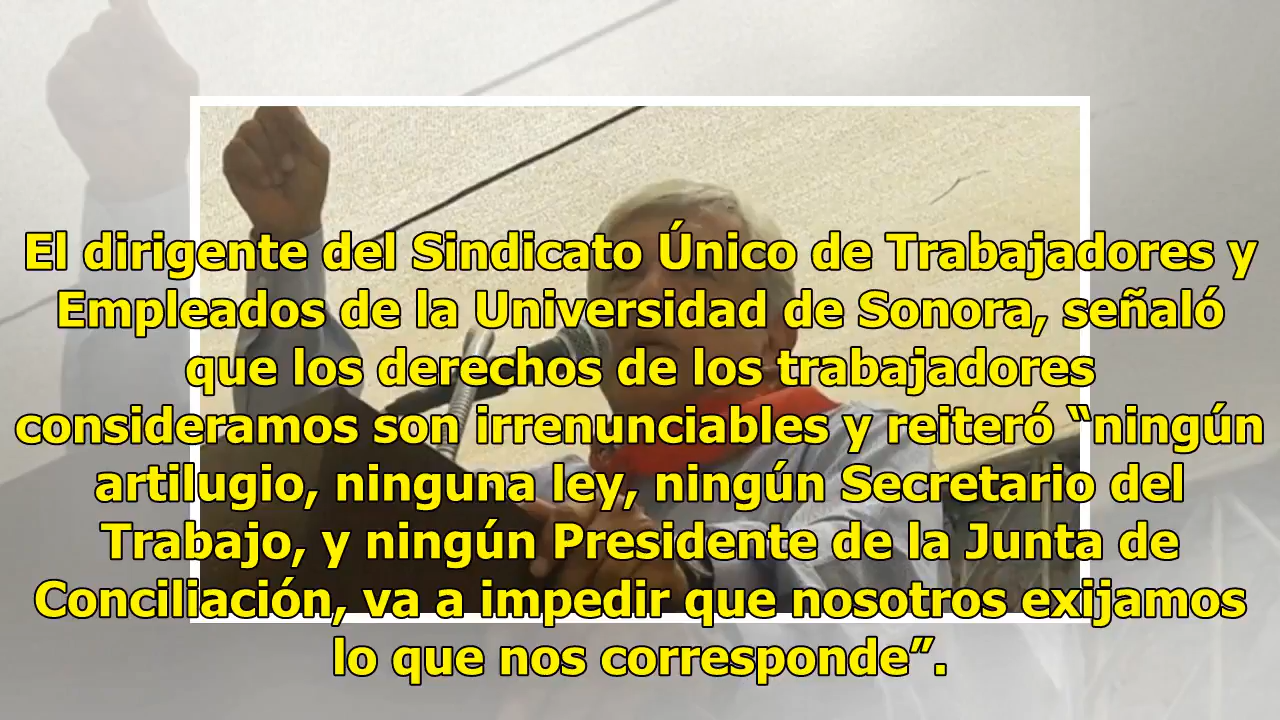 El dirigente del Sindicato Único de Trabajadores y
Empleados de la Universidad de Sonora, señaló
que los derechos de los trabajadores
consideramos son irrenunciables y reiteró “ningún
artilugio, ninguna ley, ningún Secretario del
Trabajo, y ningún Presidente de la Junta de
Conciliación, va a impedir que nosotros exijamos
lo que nos corresponde”.